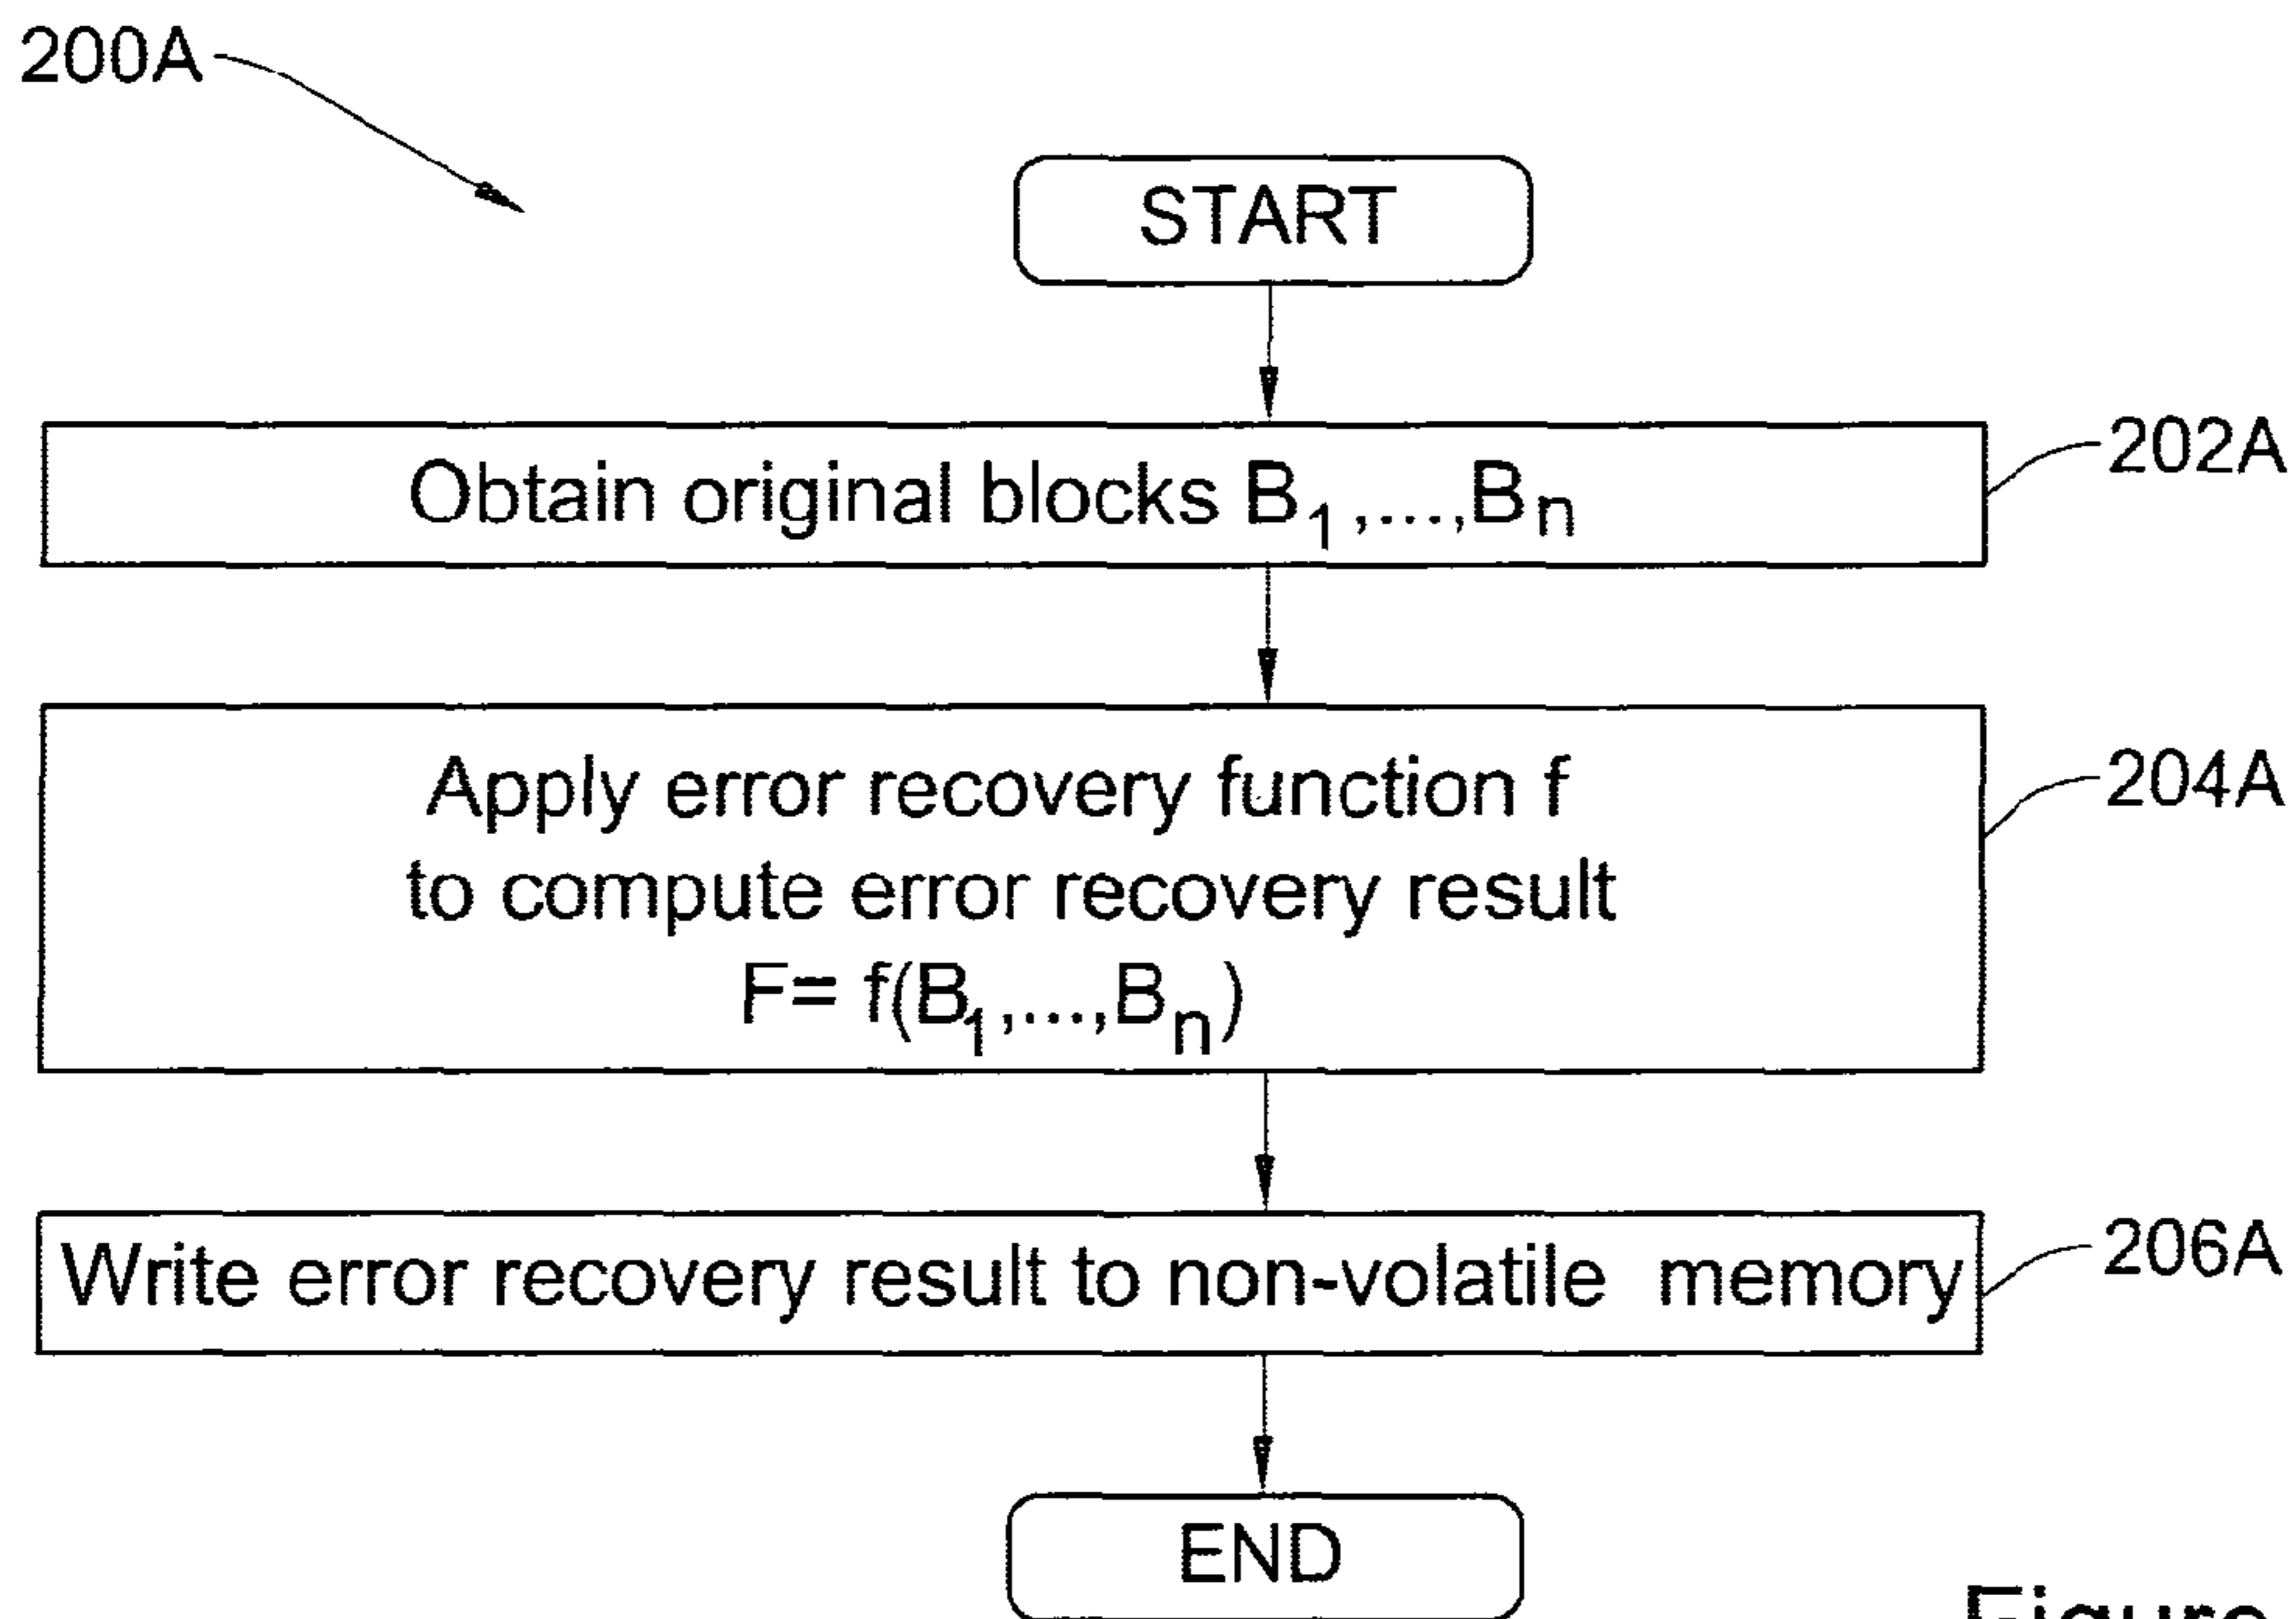 200A
START
Obtain original blocks B₁,...,Bₙ
202A
Apply error recovery function f
to compute error recovery result
F= f(B₁,...,Bₙ)
204A
Write error recovery result to non-volatile memory
206A
END
Figure